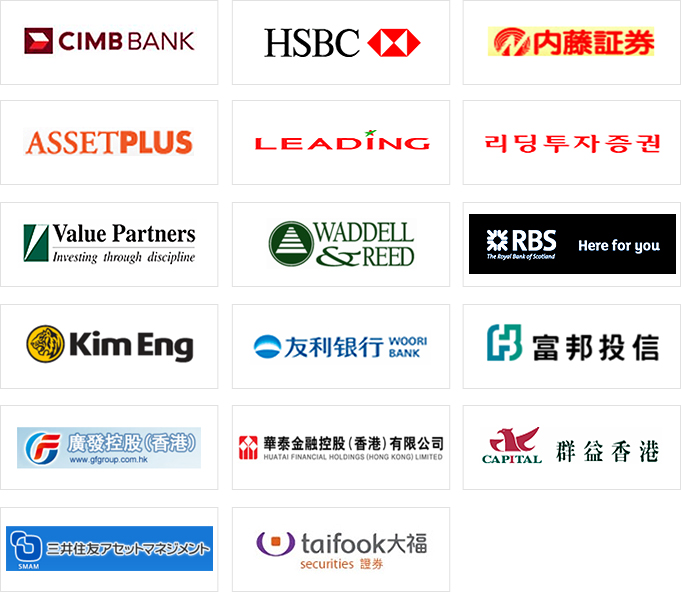 CIMB BANK
HSBC
内藤証券
ASSETPLUS
LEADING
리딩투자증권
Value Partners
Investing through discipline
WADDELL
& REED
RBS
The Royal Bank of Scotland
Here for you
Kim Eng
友利银行
WOORI
BANK
富邦投信
廣發控股(香港)
www.gfgroup.com.hk
華泰金融控股(香港)有限公司
HUATAI FINANCIAL HOLDINGS (HONG KONG) LIMITED
CAPITAL
群益香港
SMAM
三井住友アセットマネジメント
taifook大福
securities 證券